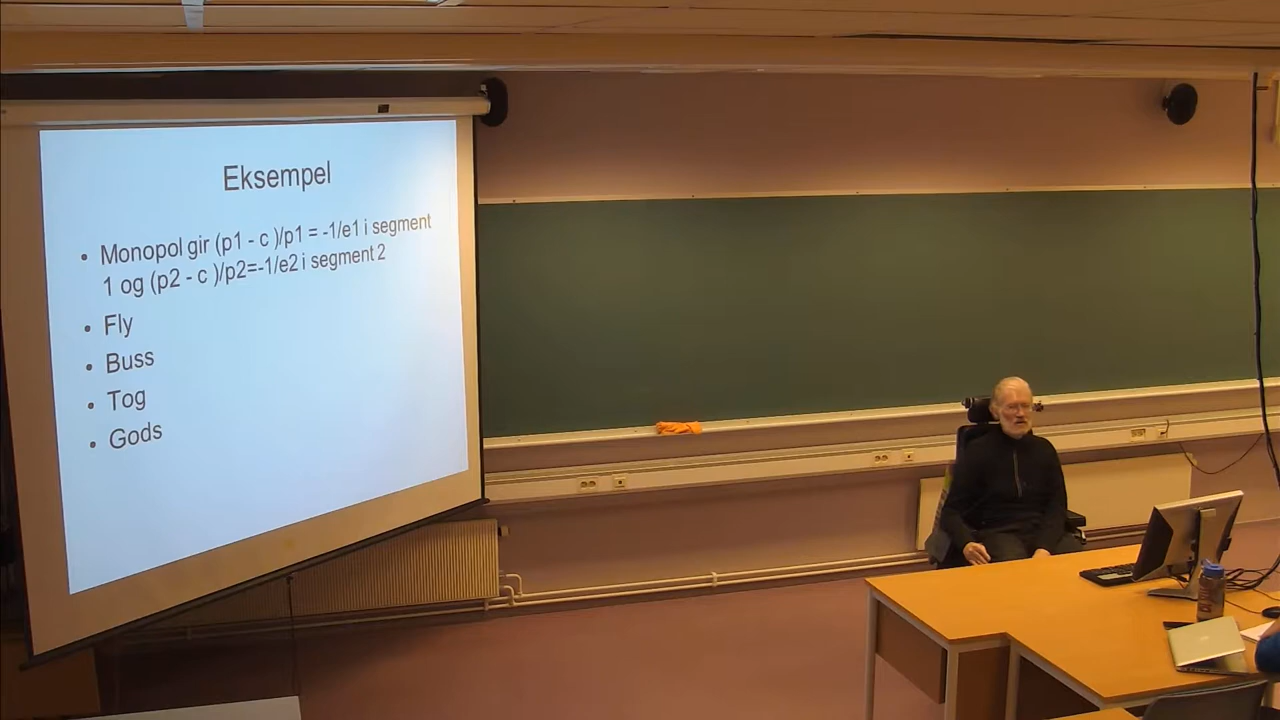 Eksempel
• Monopol gir (p1 - c )/p1 = -1/e1 i segment
1 og (p2 - c )/p2=-1/e2 i segment 2
• Fly
• Buss
• Tog
• Gods